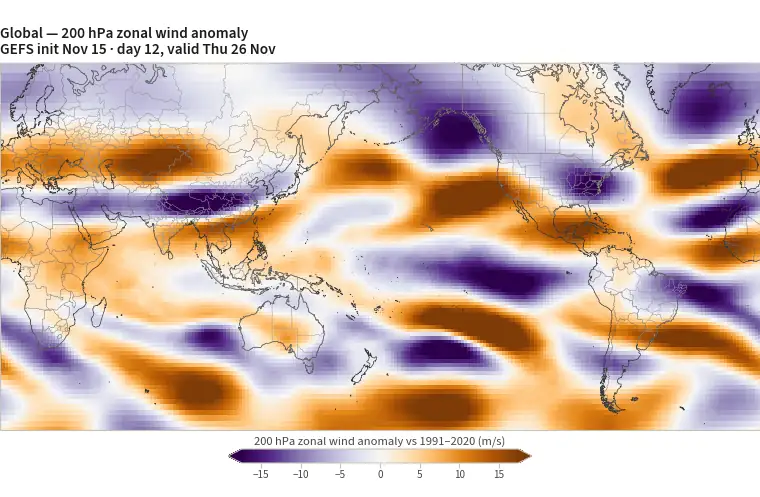 Global — 200 hPa zonal wind anomaly
GEFS init Nov 15 · day 12, valid Thu 26 Nov
200 hPa zonal wind anomaly vs 1991–2020 (m/s)
−15 −10 −5 0 5 10 15